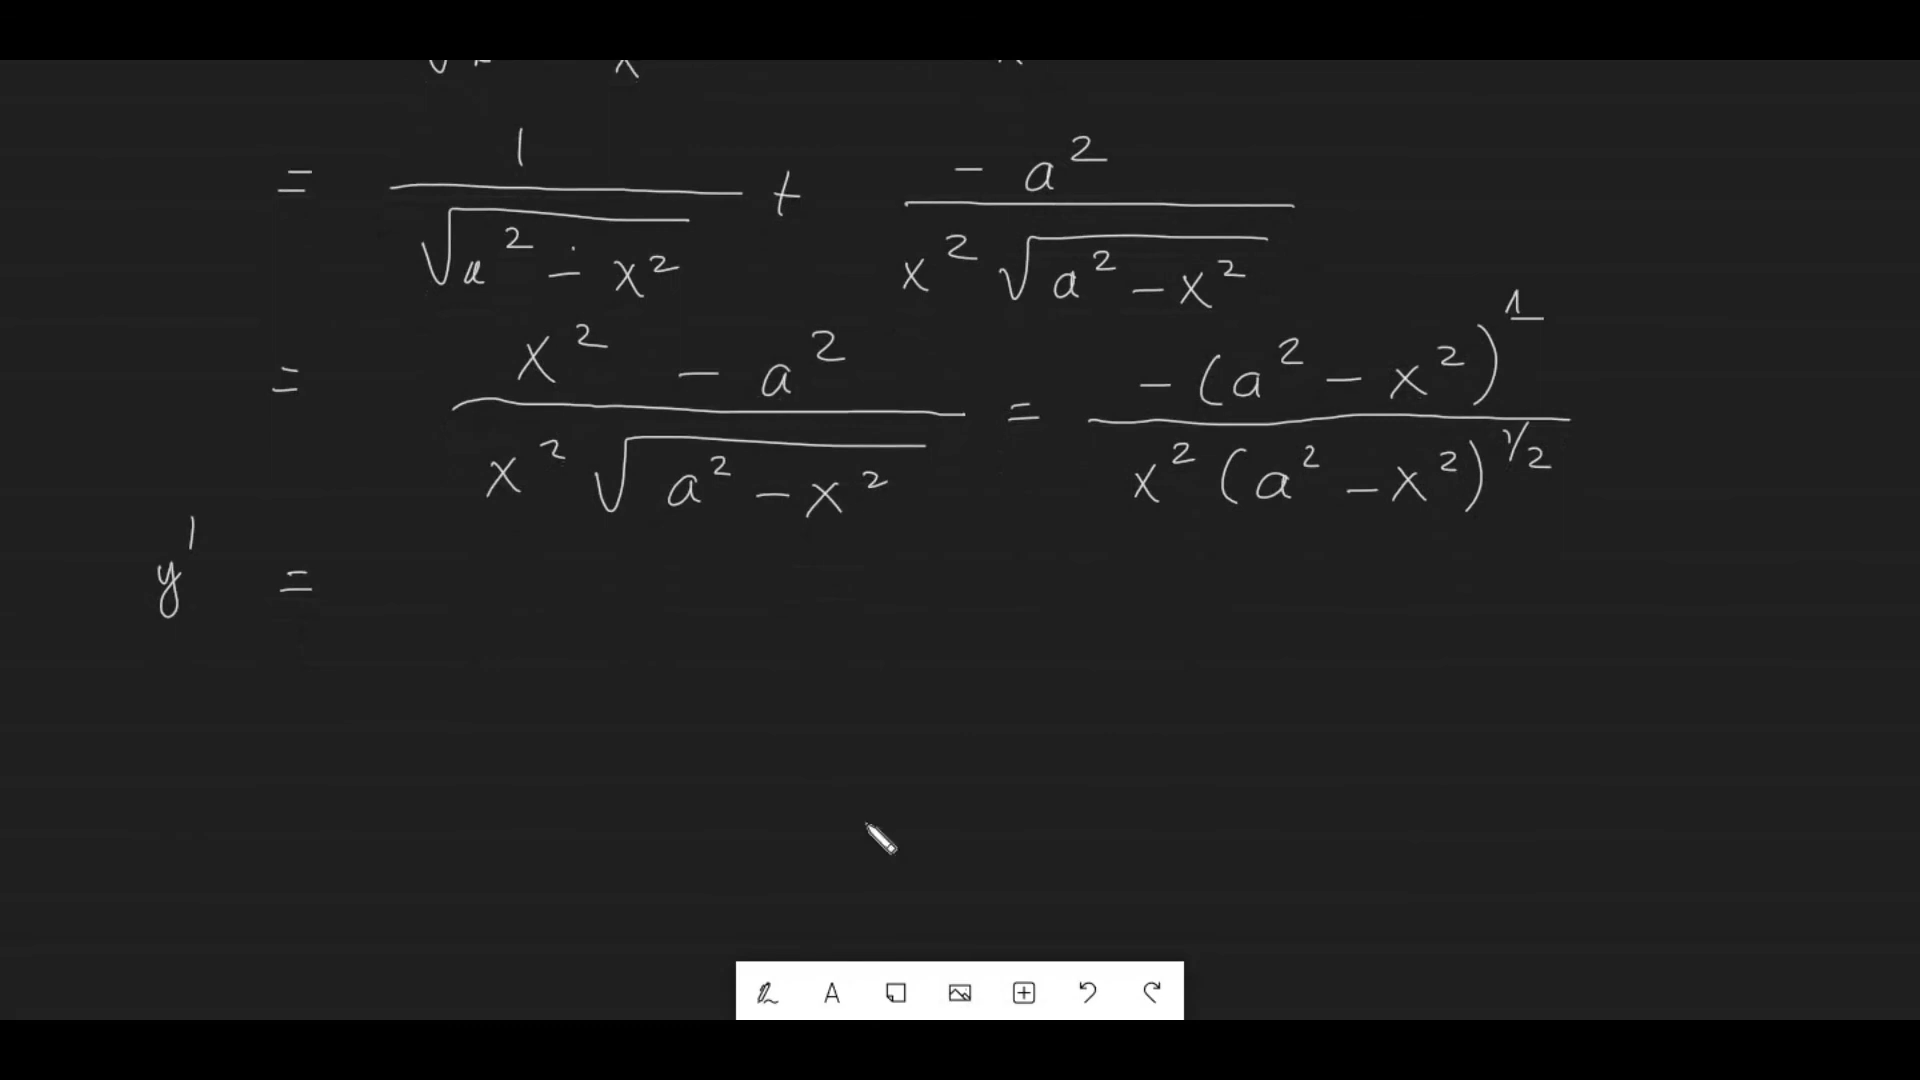 = 1/√(a² - x²) + -a²/(x²√(a² - x²))
= (x² - a²)/(x²√(a² - x²)) = -(a² - x²)¹/(x²(a² - x²)^1/2)
y' =
A